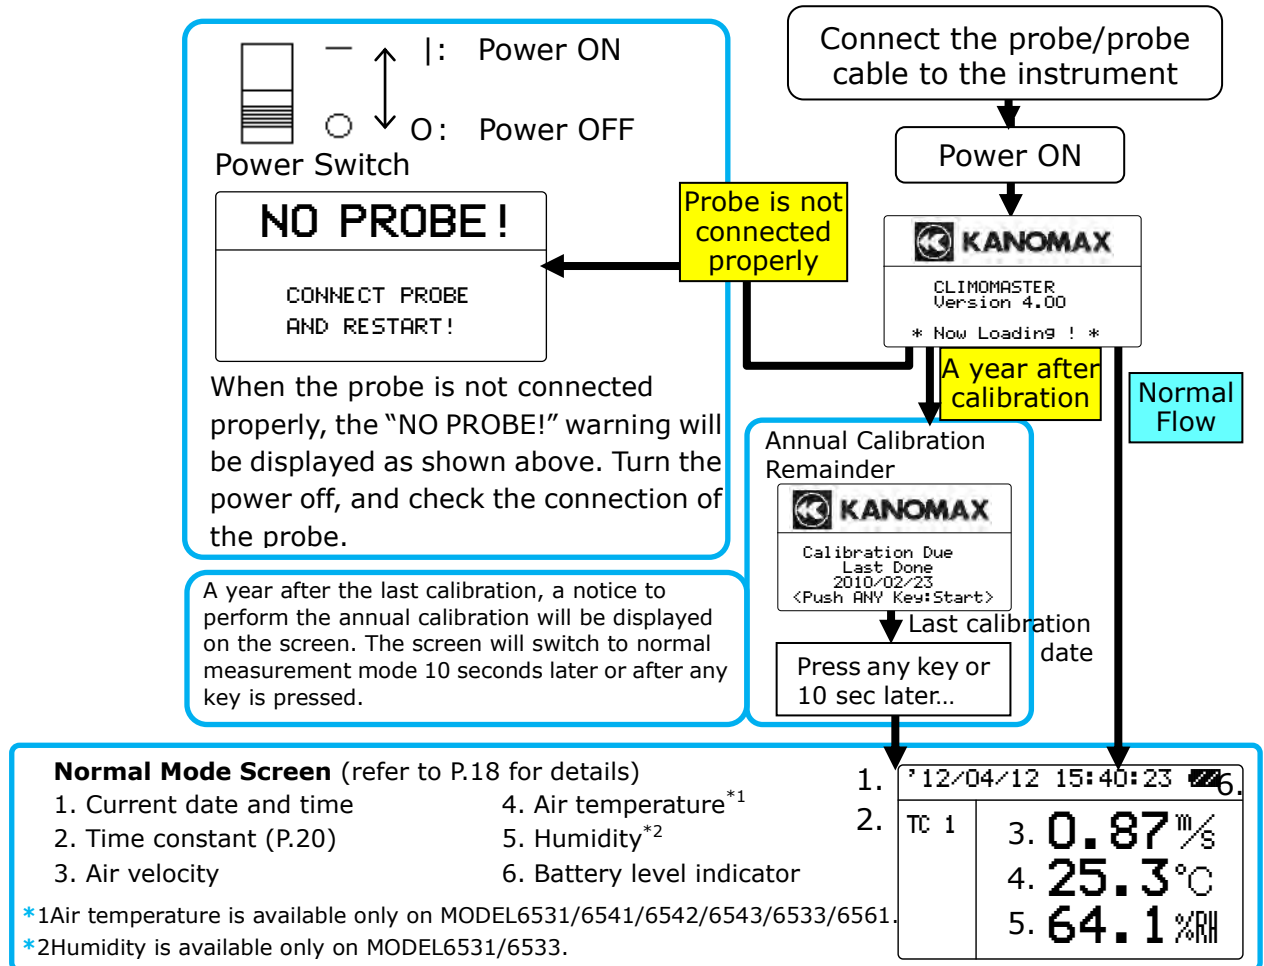 |: Power ON
O: Power OFF
Power Switch
NO PROBE!
CONNECT PROBE
AND RESTART!
When the probe is not connected
properly, the “NO PROBE!” warning will
be displayed as shown above. Turn the
power off, and check the connection of
the probe.
Connect the probe/probe
cable to the instrument
Power ON
Probe is not
connected
properly
KANOMAX
CLIMOMASTER
Version 4.00
* Now Loading ! *
A year after
calibration
Normal
Flow
Annual Calibration
Remainder
KANOMAX
Calibration Due
Last Done
2010/02/23
<Push ANY Key:Start>
Last calibration
date
Press any key or
10 sec later…
A year after the last calibration, a notice to
perform the annual calibration will be displayed
on the screen. The screen will switch to normal
measurement mode 10 seconds later or after any
key is pressed.
Normal Mode Screen (refer to P.18 for details)
1. Current date and time
2. Time constant (P.20)
3. Air velocity
4. Air temperature*1
5. Humidity*2
6. Battery level indicator
*1Air temperature is available only on MODEL6531/6541/6542/6543/6533/6561.
*2Humidity is available only on MODEL6531/6533.
1. '12/04/12 15:40:23 6.
2. TC 1
3. 0.87 m/s
4. 25.3 °C
5. 64.1 %RH